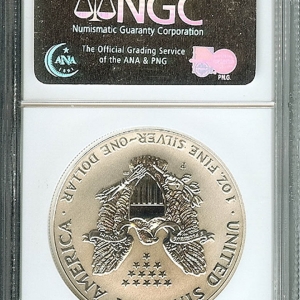 NGC
Numismatic Guaranty Corporation
The Official Grading Service
of the ANA & PNG
ANA
1891
P.N.G.
1 OZ. FINE SILVER~ONE DOLLAR
UNITED
AMERICA